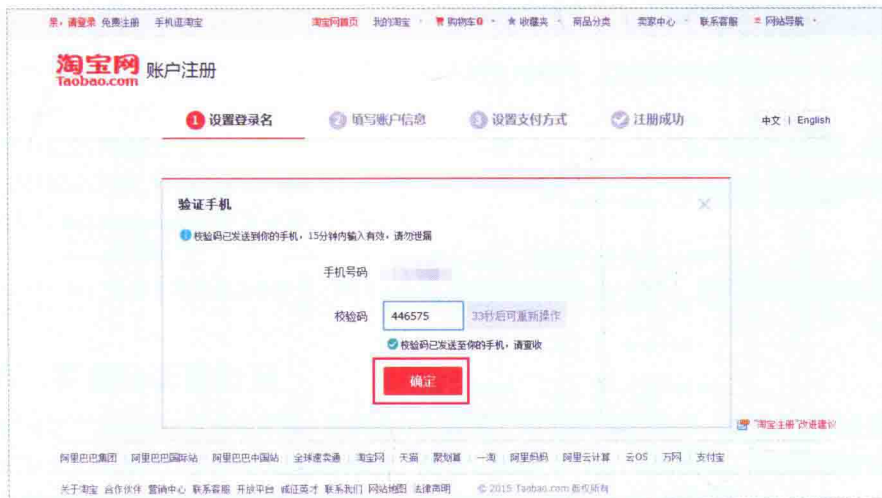 亲，请登录 免费注册 手机逛淘宝 淘宝网首页 我的淘宝 购物车0 收藏夹 商品分类 卖家中心 联系客服 网站导航
淘宝网 账户注册
Taobao.com
1 设置登录名 2 填写账户信息 3 设置支付方式 注册成功 中文 | English
验证手机
校验码已发送到你的手机，15分钟内输入有效，请勿泄漏
手机号码
校验码 446575 33秒后可重新操作
校验码已发送至你的手机，请查收
确定
"淘宝注册"改进建议
阿里巴巴集团 阿里巴巴国际站 阿里巴巴中国站 全球速卖通 淘宝网 天猫 聚划算 一淘 阿里妈妈 阿里云计算 云OS 万网 支付宝
关于淘宝 合作伙伴 营销中心 联系客服 开放平台 诚征英才 联系我们 网站地图 法律声明 © 2015 Taobao.com 版权所有